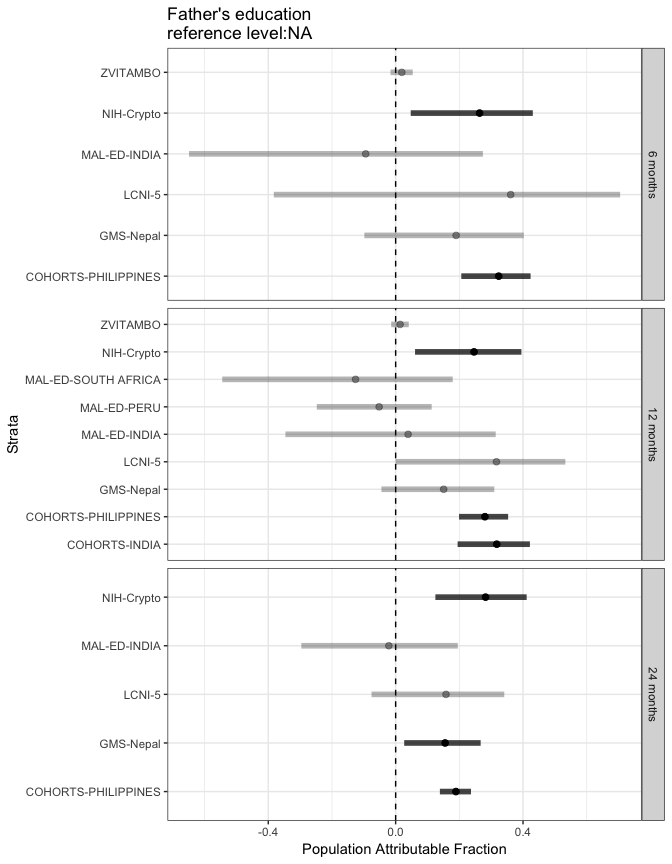 Father's education
reference level:NA
ZVITAMBO
NIH-Crypto
MAL-ED-INDIA
LCNI-5
GMS-Nepal
COHORTS-PHILIPPINES
6 months
ZVITAMBO
NIH-Crypto
MAL-ED-SOUTH AFRICA
MAL-ED-PERU
MAL-ED-INDIA
LCNI-5
GMS-Nepal
COHORTS-PHILIPPINES
COHORTS-INDIA
12 months
Strata
NIH-Crypto
MAL-ED-INDIA
LCNI-5
GMS-Nepal
COHORTS-PHILIPPINES
24 months
-0.4 0.0 0.4
Population Attributable Fraction